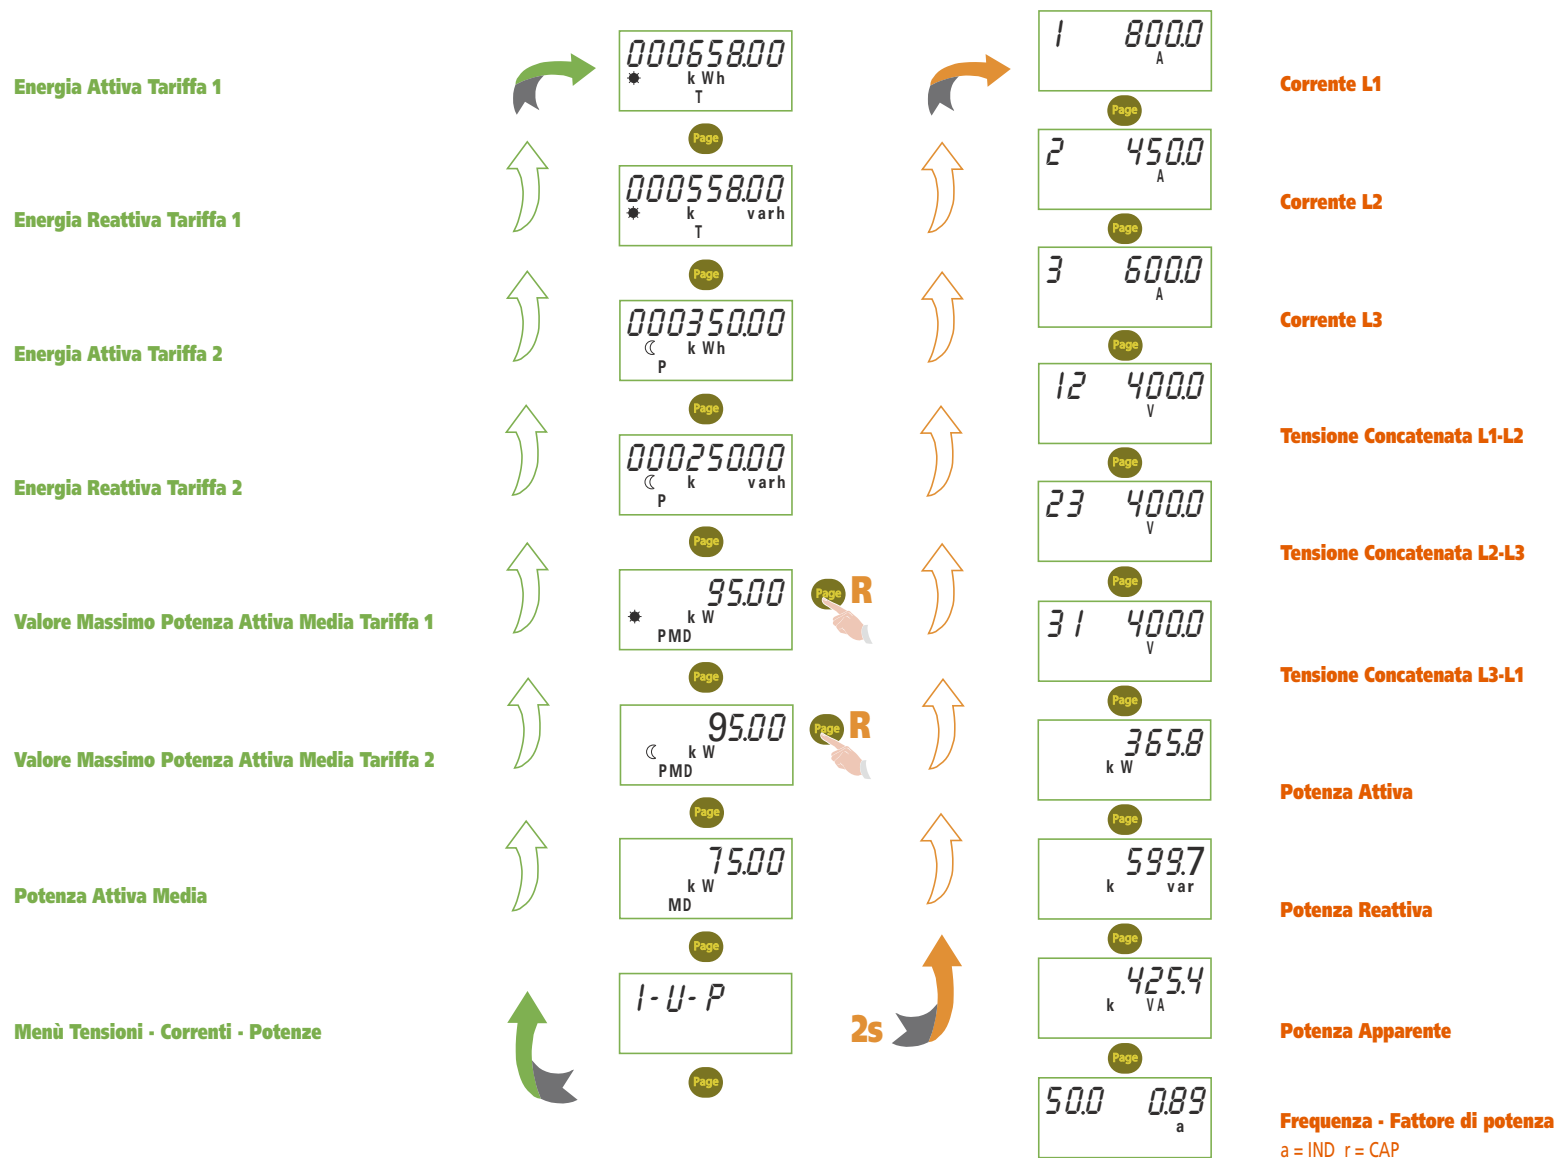 Energia Attiva Tariffa 1
000658.00
k Wh
T
Page
Energia Reattiva Tariffa 1
000558.00
k varh
T
Page
Energia Attiva Tariffa 2
000350.00
k Wh
P
Page
Energia Reattiva Tariffa 2
000250.00
k varh
P
Page
Valore Massimo Potenza Attiva Media Tariffa 1
95.00
k W
PMD
Page R
Page
Valore Massimo Potenza Attiva Media Tariffa 2
95.00
k W
PMD
Page R
Page
Potenza Attiva Media
75.00
k W
MD
Page
Menù Tensioni - Correnti - Potenze
I-U-P
Page
2s
1 800.0
A
Corrente L1
Page
2 450.0
A
Corrente L2
Page
3 600.0
A
Corrente L3
Page
12 400.0
V
Tensione Concatenata L1-L2
Page
23 400.0
V
Tensione Concatenata L2-L3
Page
31 400.0
V
Tensione Concatenata L3-L1
Page
365.8
k W
Potenza Attiva
Page
599.7
k var
Potenza Reattiva
Page
425.4
k VA
Potenza Apparente
Page
50.0 0.89
a
Frequenza - Fattore di potenza
a = IND r = CAP